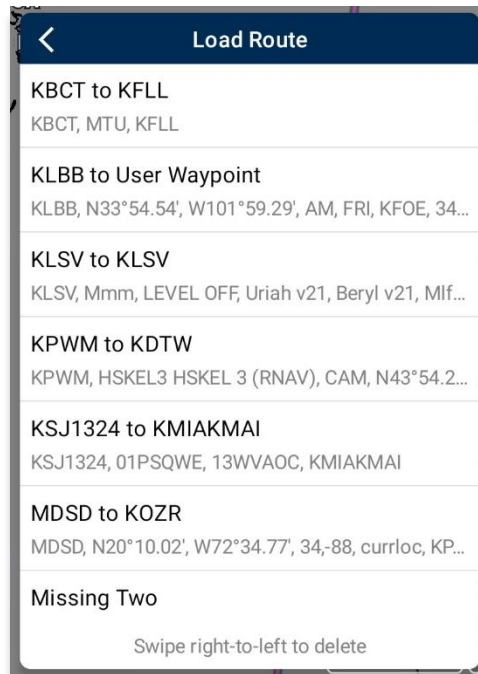 Load Route
KBCT to KFLL
KBCT, MTU, KFLL
KLBB to User Waypoint
KLBB, N33°54.54', W101°59.29', AM, FRI, KFOE, 34...
KLSV to KLSV
KLSV, Mmm, LEVEL OFF, Uriah v21, Beryl v21, Mlf...
KPWM to KDTW
KPWM, HSKEL3 HSKEL 3 (RNAV), CAM, N43°54.2...
KSJ1324 to KMIAKMAI
KSJ1324, 01PSQWE, 13WVAOC, KMIAKMAI
MDSD to KOZR
MDSD, N20°10.02', W72°34.77', 34,-88, currloc, KP...
Missing Two
Swipe right-to-left to delete